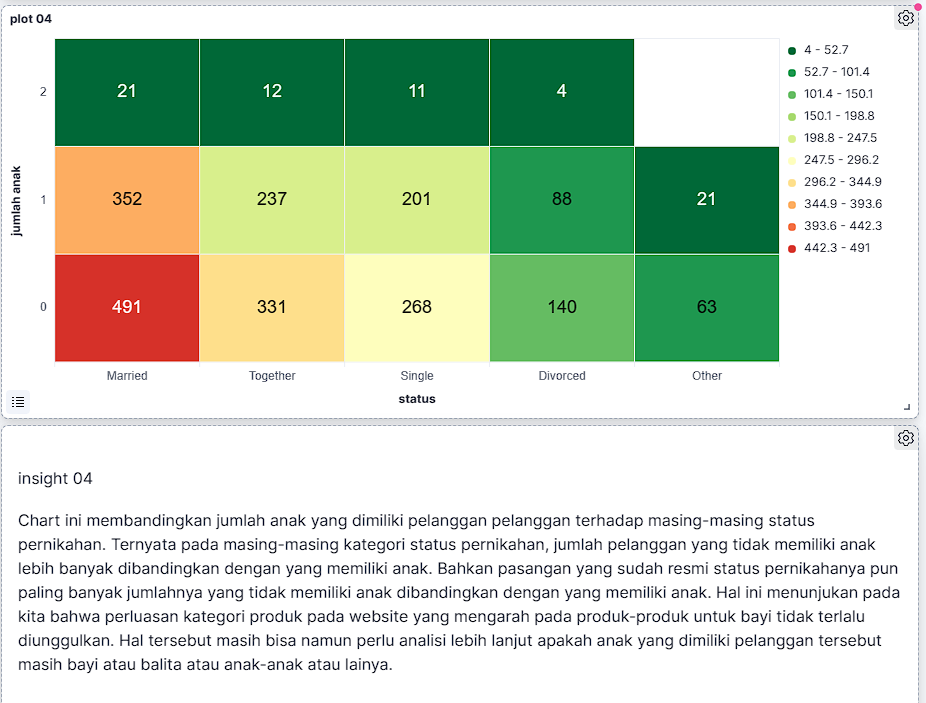 plot 04
jumlah anak
2
21
12
11
4
1
352
237
201
88
21
0
491
331
268
140
63
Married
Together
Single
Divorced
Other
status
4 - 52.7
52.7 - 101.4
101.4 - 150.1
150.1 - 198.8
198.8 - 247.5
247.5 - 296.2
296.2 - 344.9
344.9 - 393.6
393.6 - 442.3
442.3 - 491
insight 04
Chart ini membandingkan jumlah anak yang dimiliki pelanggan pelanggan terhadap masing-masing status
pernikahan. Ternyata pada masing-masing kategori status pernikahan, jumlah pelanggan yang tidak memiliki anak
lebih banyak dibandingkan dengan yang memiliki anak. Bahkan pasangan yang sudah resmi status pernikahanya pun
paling banyak jumlahnya yang tidak memiliki anak dibandingkan dengan yang memiliki anak. Hal ini menunjukan pada
kita bahwa perluasan kategori produk pada website yang mengarah pada produk-produk untuk bayi tidak terlalu
diunggulkan. Hal tersebut masih bisa namun perlu analisi lebih lanjut apakah anak yang dimiliki pelanggan tersebut
masih bayi atau balita atau anak-anak atau lainya.